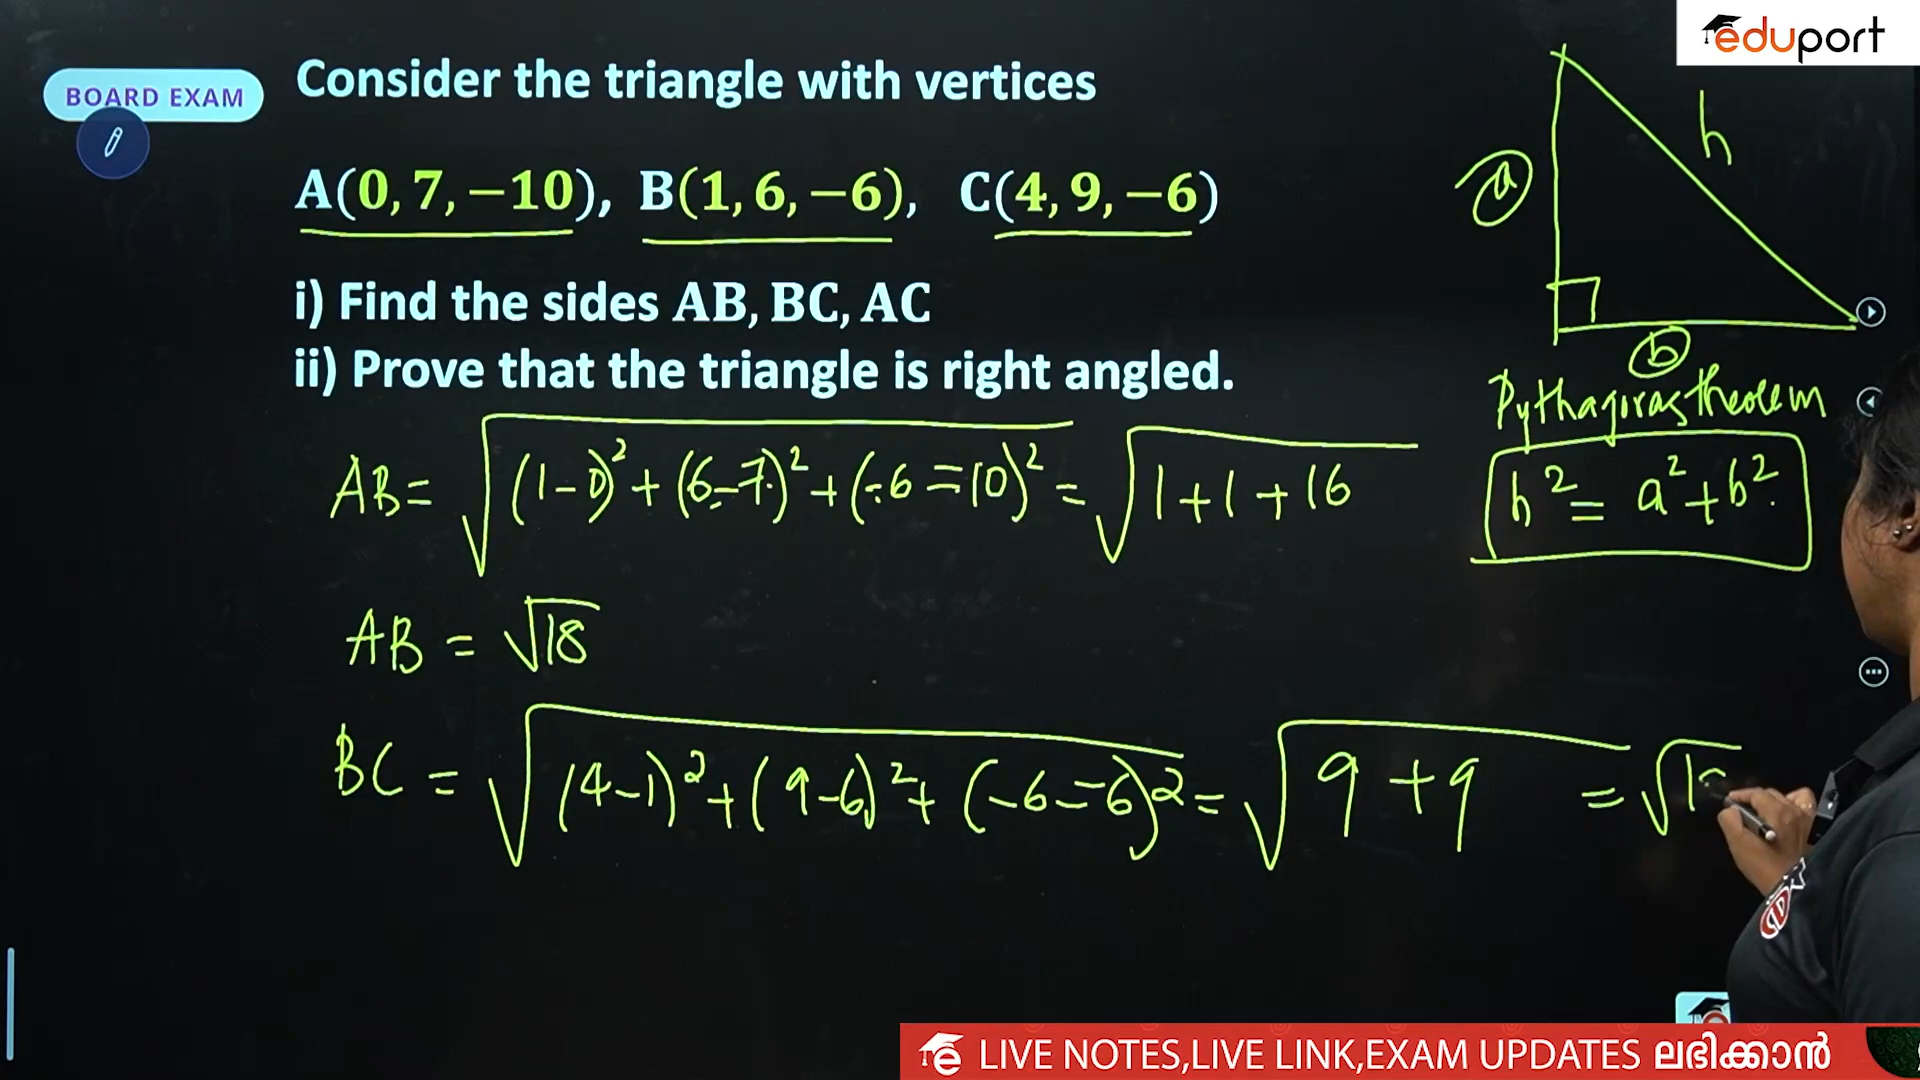 eduport
BOARD EXAM
Consider the triangle with vertices
A(0, 7, −10), B(1, 6, −6), C(4, 9, −6)
i) Find the sides AB, BC, AC
ii) Prove that the triangle is right angled.
a
h
b
Pythagoras theorem
h² = a² + b².
AB = √(1−0)² + (6−7)² + (−6 −−10)² = √1 + 1 + 16
AB = √18
BC = √(4−1)² + (9−6)² + (−6 −−6)² = √9 + 9 = √1
LIVE NOTES,LIVE LINK,EXAM UPDATES ലഭിക്കാൻ